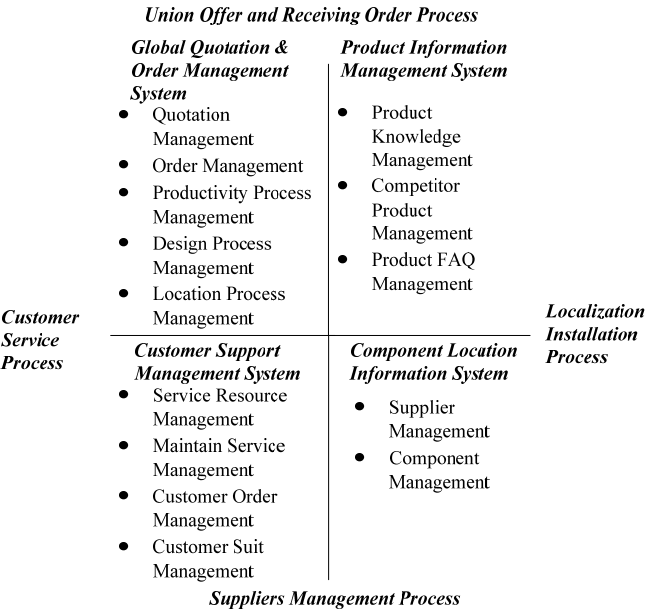 Union Offer and Receiving Order Process
Global Quotation &
Order Management
System
● Quotation
Management
● Order Management
● Productivity Process
Management
● Design Process
Management
● Location Process
Management
Product Information
Management System
● Product
Knowledge
Management
● Competitor
Product
Management
● Product FAQ
Management
Customer
Service
Process
Localization
Installation
Process
Customer Support
Management System
● Service Resource
Management
● Maintain Service
Management
● Customer Order
Management
● Customer Suit
Management
Component Location
Information System
● Supplier
Management
● Component
Management
Suppliers Management Process